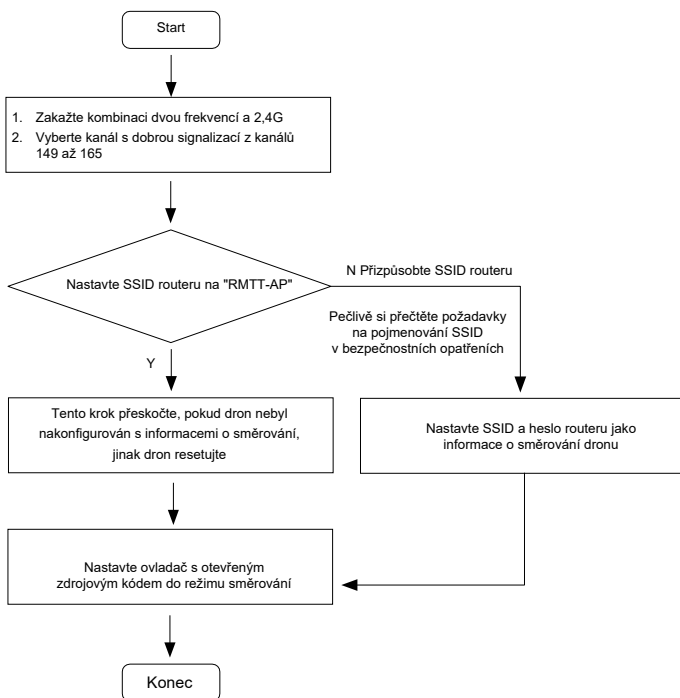 Start
1. Zakažte kombinaci dvou frekvencí a 2,4G
2. Vyberte kanál s dobrou signalizací z kanálů
149 až 165
Nastavte SSID routeru na "RMTT-AP"
N Přizpůsobte SSID routeru
Pečlivě si přečtěte požadavky
na pojmenování SSID
v bezpečnostních opatřeních
Y
Tento krok přeskočte, pokud dron nebyl
nakonfigurován s informacemi o směrování,
jinak dron resetujte
Nastavte SSID a heslo routeru jako
informace o směrování dronu
Nastavte ovladač s otevřeným
zdrojovým kódem do režimu směrování
Konec